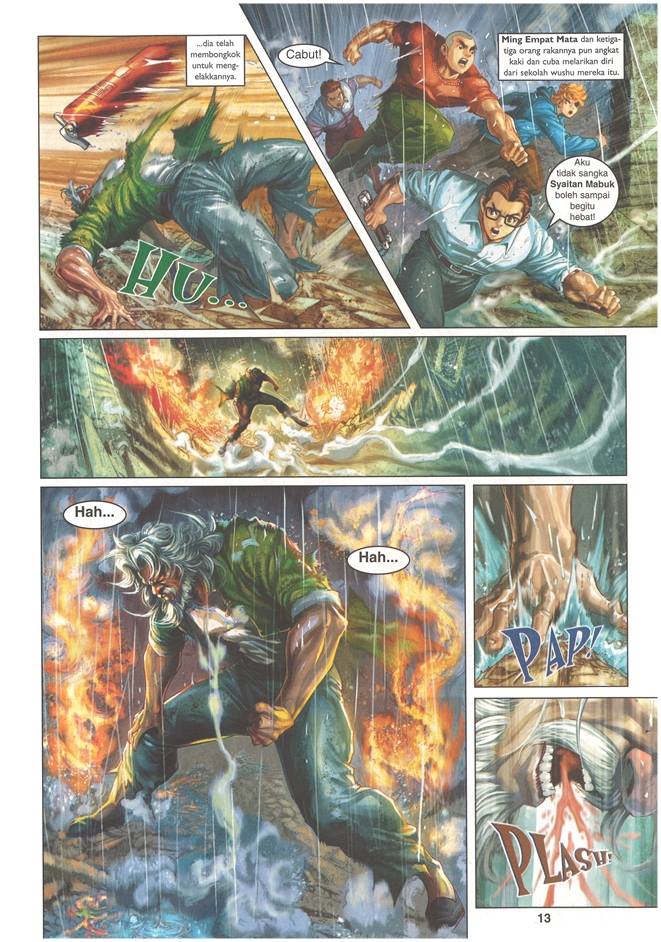 ...dia telah
membongkok
untuk meng-
elakkannya.
HU...
Cabut!
Ming Empat Mata dan ketiga-
tiga orang rakannya pun angkat
kaki dan cuba melarikan diri
dari sekolah wushu mereka itu.
Aku
tidak sangka
Syaitan Mabuk
boleh sampai
begitu
hebat!
Hah...
Hah...
PAP!
PLASH!
13